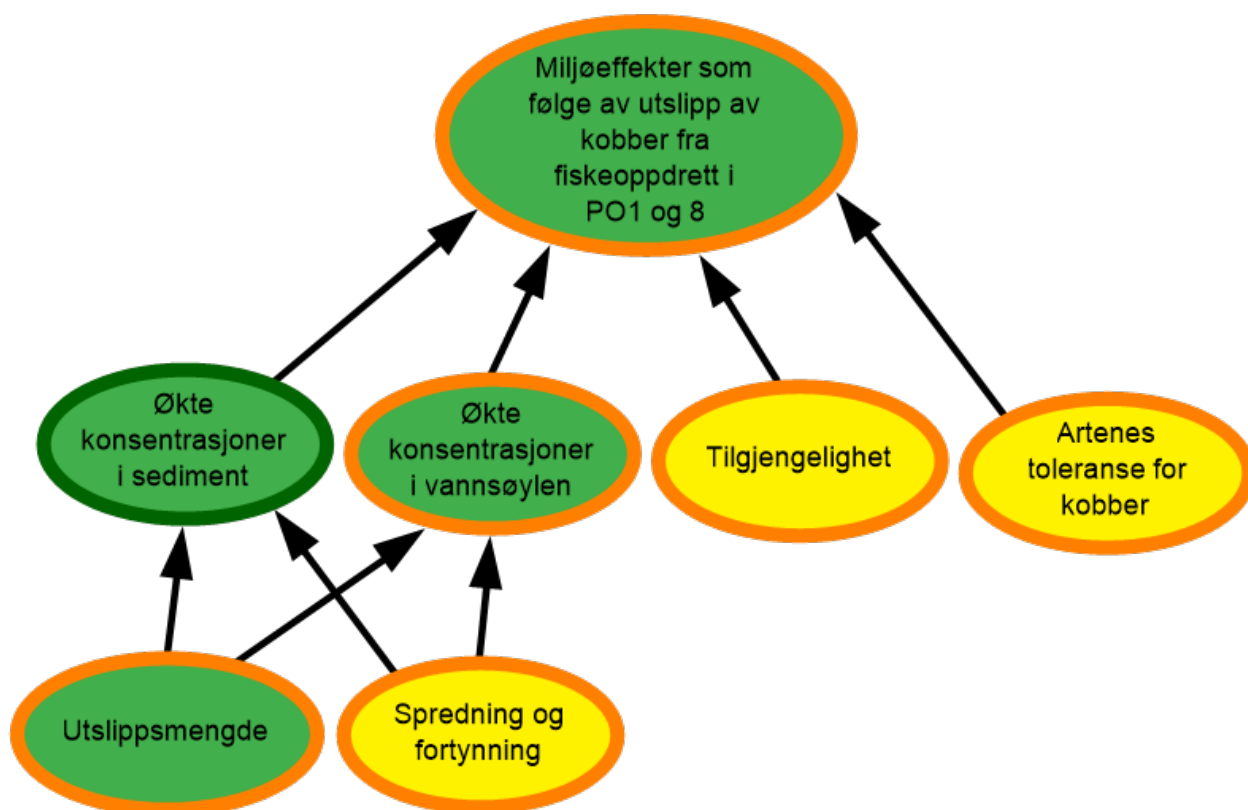 Miljøeffekter som
følge av utslipp av
kobber fra
fiskeoppdrett i
PO1 og 8
Økte
konsentrasjoner
i sediment
Økte
konsentrasjoner
i vannsøylen
Tilgjengelighet
Artenes
toleranse for
kobber
Utslippsmengde
Spredning og
fortynning